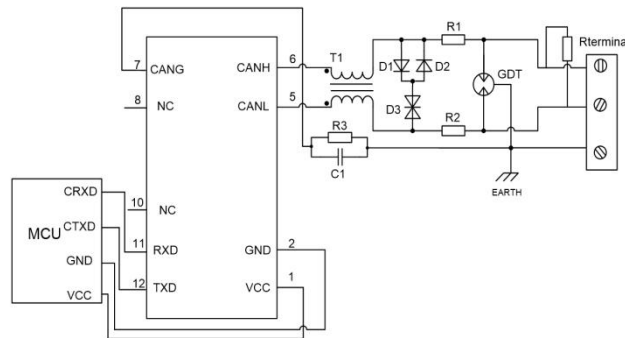 7
CANG
CANH
6
T1
R1
Rterminal
D1
D2
8
NC
CANL
5
D3
GDT
R2
R3
C1
EARTH
10
NC
CRXD
MCU
CTXD
11
RXD
GND
2
GND
12
TXD
VCC
1
VCC